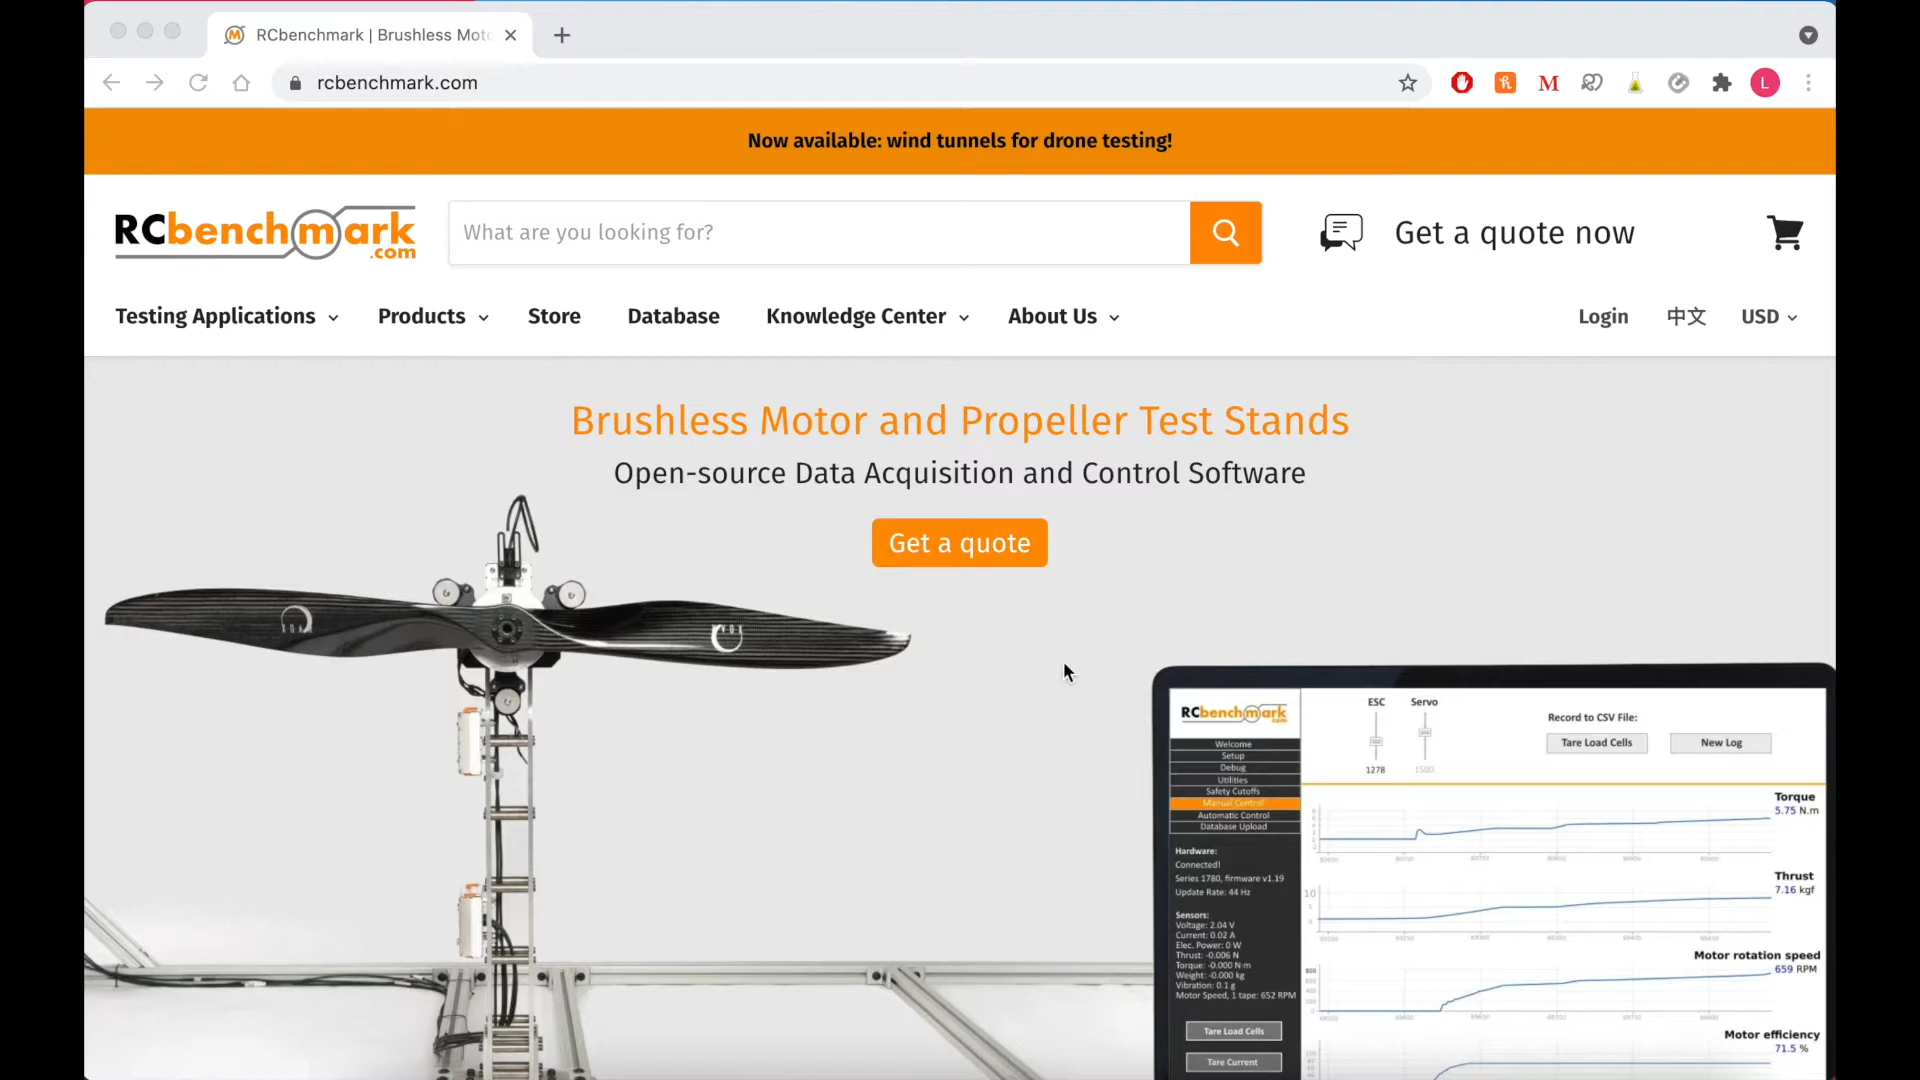 RCbenchmark | Brushless Moto
rcbenchmark.com
L
Now available: wind tunnels for drone testing!
RCbenchmark
.com
What are you looking for?
Get a quote now
Testing Applications
Products
Store
Database
Knowledge Center
About Us
Login
中文
USD
Brushless Motor and Propeller Test Stands
Open-source Data Acquisition and Control Software
Get a quote
RCbenchmark
.com
Welcome
Setup
Debug
Utilities
Safety Cutoffs
Manual Control
Automatic Control
Database Upload
Hardware:
Connected!
Series 1780, firmware v1.19
Update Rate: 44 Hz
Sensors:
Voltage: 2.04 V
Current: 0.02 A
Elec. Power: 0 W
Thrust: -0.006 N
Torque: -0.000 N·m
Weight: -0.000 kg
Vibration: 0.1 g
Motor Speed, 1 tape: 652 RPM
Tare Load Cells
Tare Current
ESC
Servo
1278
1500
Record to CSV File:
Tare Load Cells
New Log
Torque
5.75 N.m
Thrust
7.16 kgf
Motor rotation speed
659 RPM
Motor efficiency
71.5 %